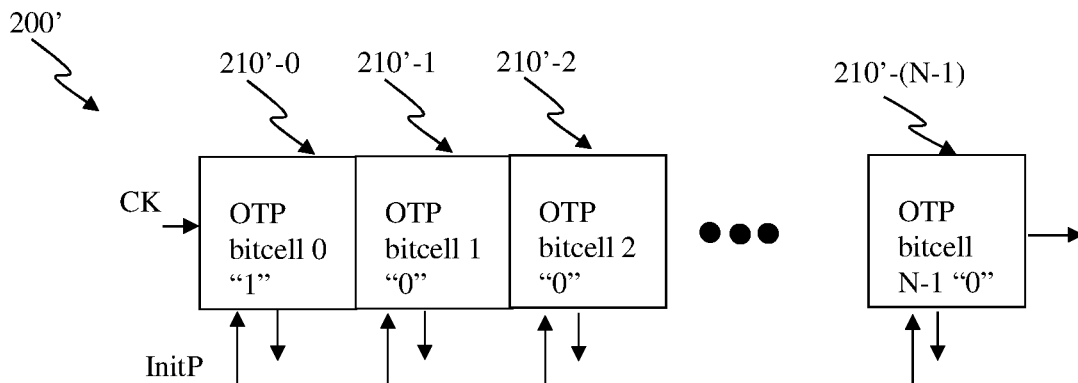 200’
210’-0
210’-1
210’-2
210’-(N-1)
CK
OTP
bitcell 0
“1”
OTP
bitcell 1
“0”
OTP
bitcell 2
“0”
OTP
bitcell
N-1 “0”
InitP